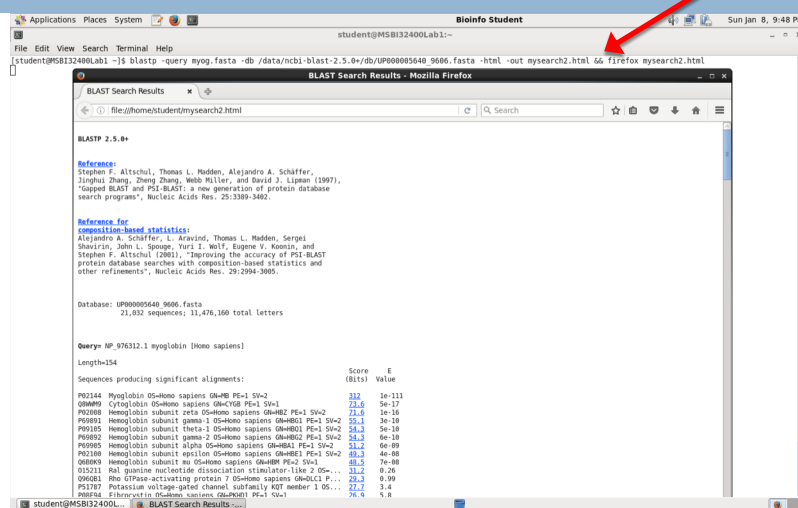 Applications Places System Bioinfo Student Sun Jan 8, 9:48 P
student@MSBI32400Lab1:~
File Edit View Search Terminal Help
[student@MSBI32400Lab1 ~]$ blastp -query myog.fasta -db /data/ncbi-blast-2.5.0+/db/UP000005640_9606.fasta -html -out mysearch2.html && firefox mysearch2.html
BLAST Search Results - Mozilla Firefox
BLAST Search Results
file:///home/student/mysearch2.html Search
BLASTP 2.5.0+
Reference:
Stephen F. Altschul, Thomas L. Madden, Alejandro A. Schäffer,
Jinghui Zhang, Zheng Zhang, Webb Miller, and David J. Lipman (1997),
"Gapped BLAST and PSI-BLAST: a new generation of protein database
search programs", Nucleic Acids Res. 25:3389-3402.
Reference for
composition-based statistics:
Alejandro A. Schäffer, L. Aravind, Thomas L. Madden, Sergei
Shavirin, John L. Spouge, Yuri I. Wolf, Eugene V. Koonin, and
Stephen F. Altschul (2001), "Improving the accuracy of PSI-BLAST
protein database searches with composition-based statistics and
other refinements", Nucleic Acids Res. 29:2994-3005.
Database: UP000005640_9606.fasta
21,032 sequences; 11,476,160 total letters
Query= NP_976312.1 myoglobin [Homo sapiens]
Length=154
Score E
Sequences producing significant alignments: (Bits) Value
P02144 Myoglobin OS=Homo sapiens GN=MB PE=1 SV=2 312 1e-111
Q8WWM9 Cytoglobin OS=Homo sapiens GN=CYGB PE=1 SV=1 73.6 5e-17
P02008 Hemoglobin subunit zeta OS=Homo sapiens GN=HBZ PE=1 SV=2 71.6 1e-16
P69891 Hemoglobin subunit gamma-1 OS=Homo sapiens GN=HBG1 PE=1 SV=2 55.1 3e-10
P09105 Hemoglobin subunit theta-1 OS=Homo sapiens GN=HBQ1 PE=1 SV=2 54.3 5e-10
P69892 Hemoglobin subunit gamma-2 OS=Homo sapiens GN=HBG2 PE=1 SV=2 54.3 6e-10
P69905 Hemoglobin subunit alpha OS=Homo sapiens GN=HBA1 PE=1 SV=2 51.2 6e-09
P02100 Hemoglobin subunit epsilon OS=Homo sapiens GN=HBE1 PE=1 SV=2 49.3 4e-08
Q6B0K9 Hemoglobin subunit mu OS=Homo sapiens GN=HBM PE=2 SV=1 48.5 7e-08
O15211 Ral guanine nucleotide dissociation stimulator-like 2 OS=... 31.2 0.26
Q96QB1 Rho GTPase-activating protein 7 OS=Homo sapiens GN=DLC1 P... 29.3 0.99
P51787 Potassium voltage-gated channel subfamily KQT member 1 OS... 27.7 3.4
P08F94 Fibrocystin OS=Homo sapiens GN=PKHD1 PE=1 SV=1 26.9 5.8
student@MSBI32400L... BLAST Search Results -...